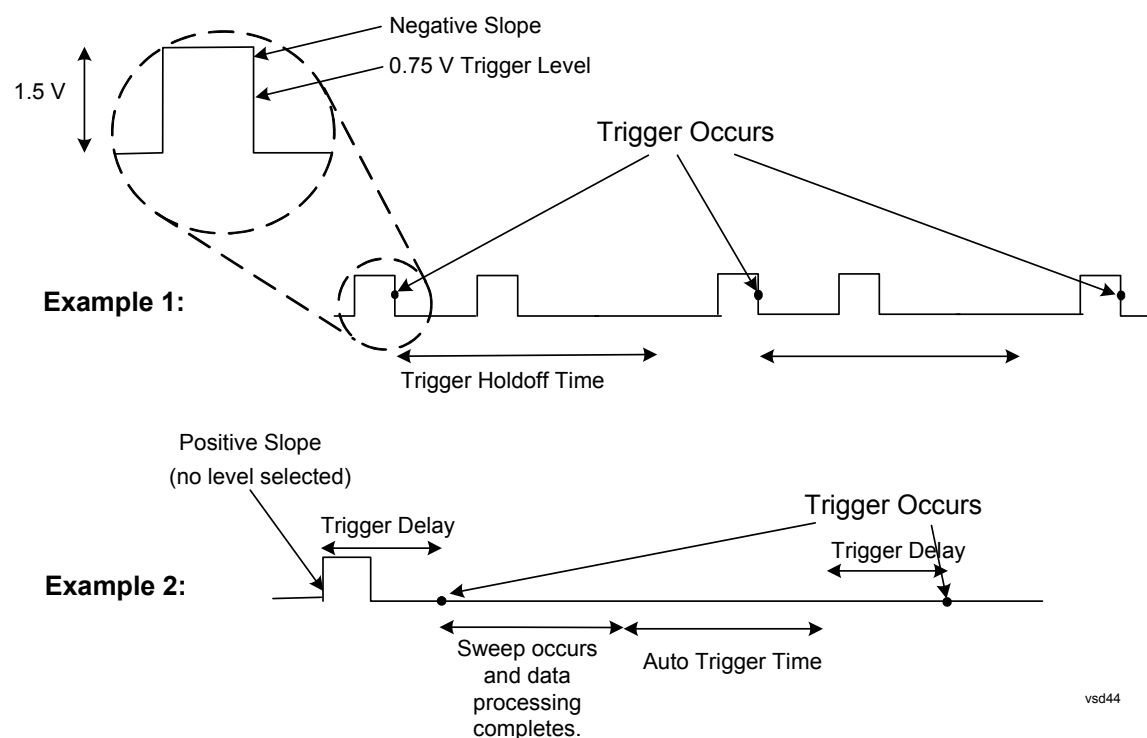 Negative Slope
0.75 V Trigger Level
1.5 V
Trigger Occurs
Example 1:
Trigger Holdoff Time
Positive Slope
(no level selected)
Trigger Delay
Trigger Occurs
Trigger Delay
Example 2:
Sweep occurs
and data
processing
completes.
Auto Trigger Time
vsd44